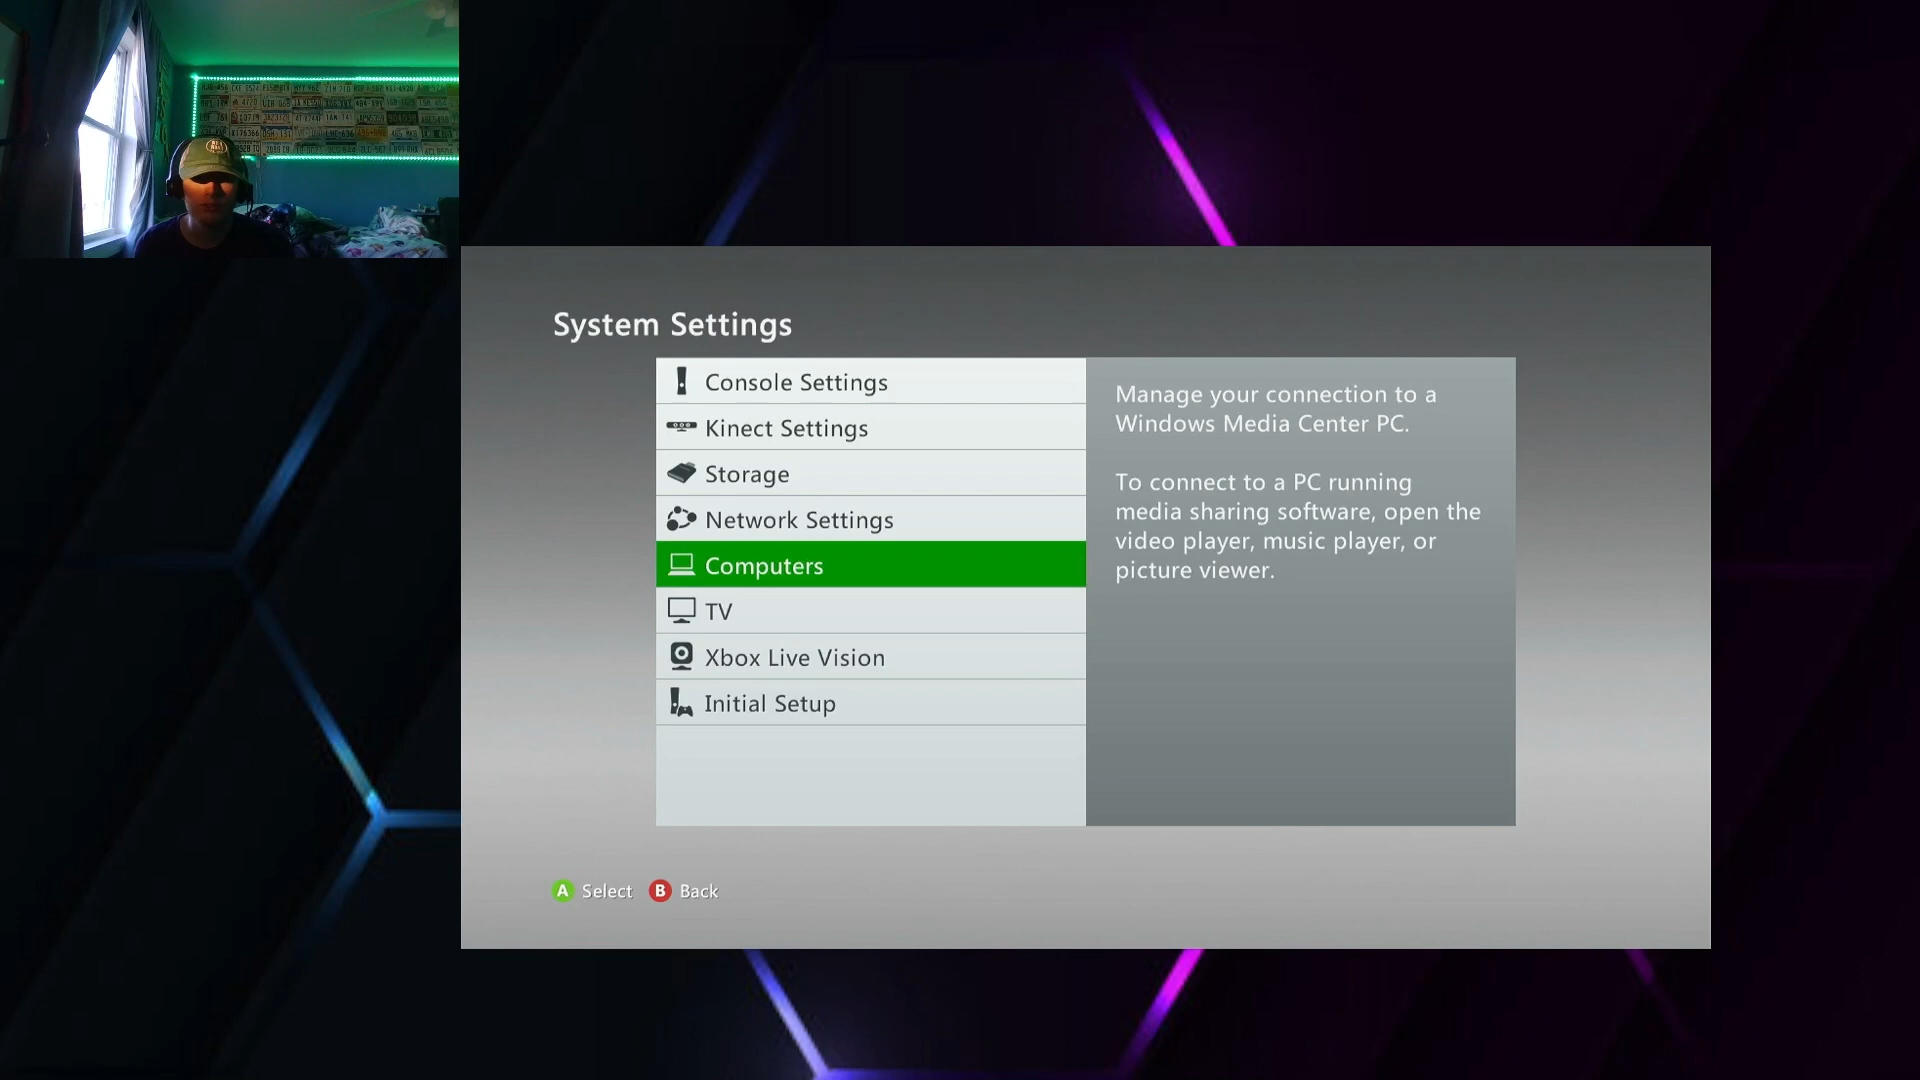 System Settings
Console Settings
Kinect Settings
Storage
Network Settings
Computers
TV
Xbox Live Vision
Initial Setup
Manage your connection to a
Windows Media Center PC.
To connect to a PC running
media sharing software, open the
video player, music player, or
picture viewer.
A Select B Back